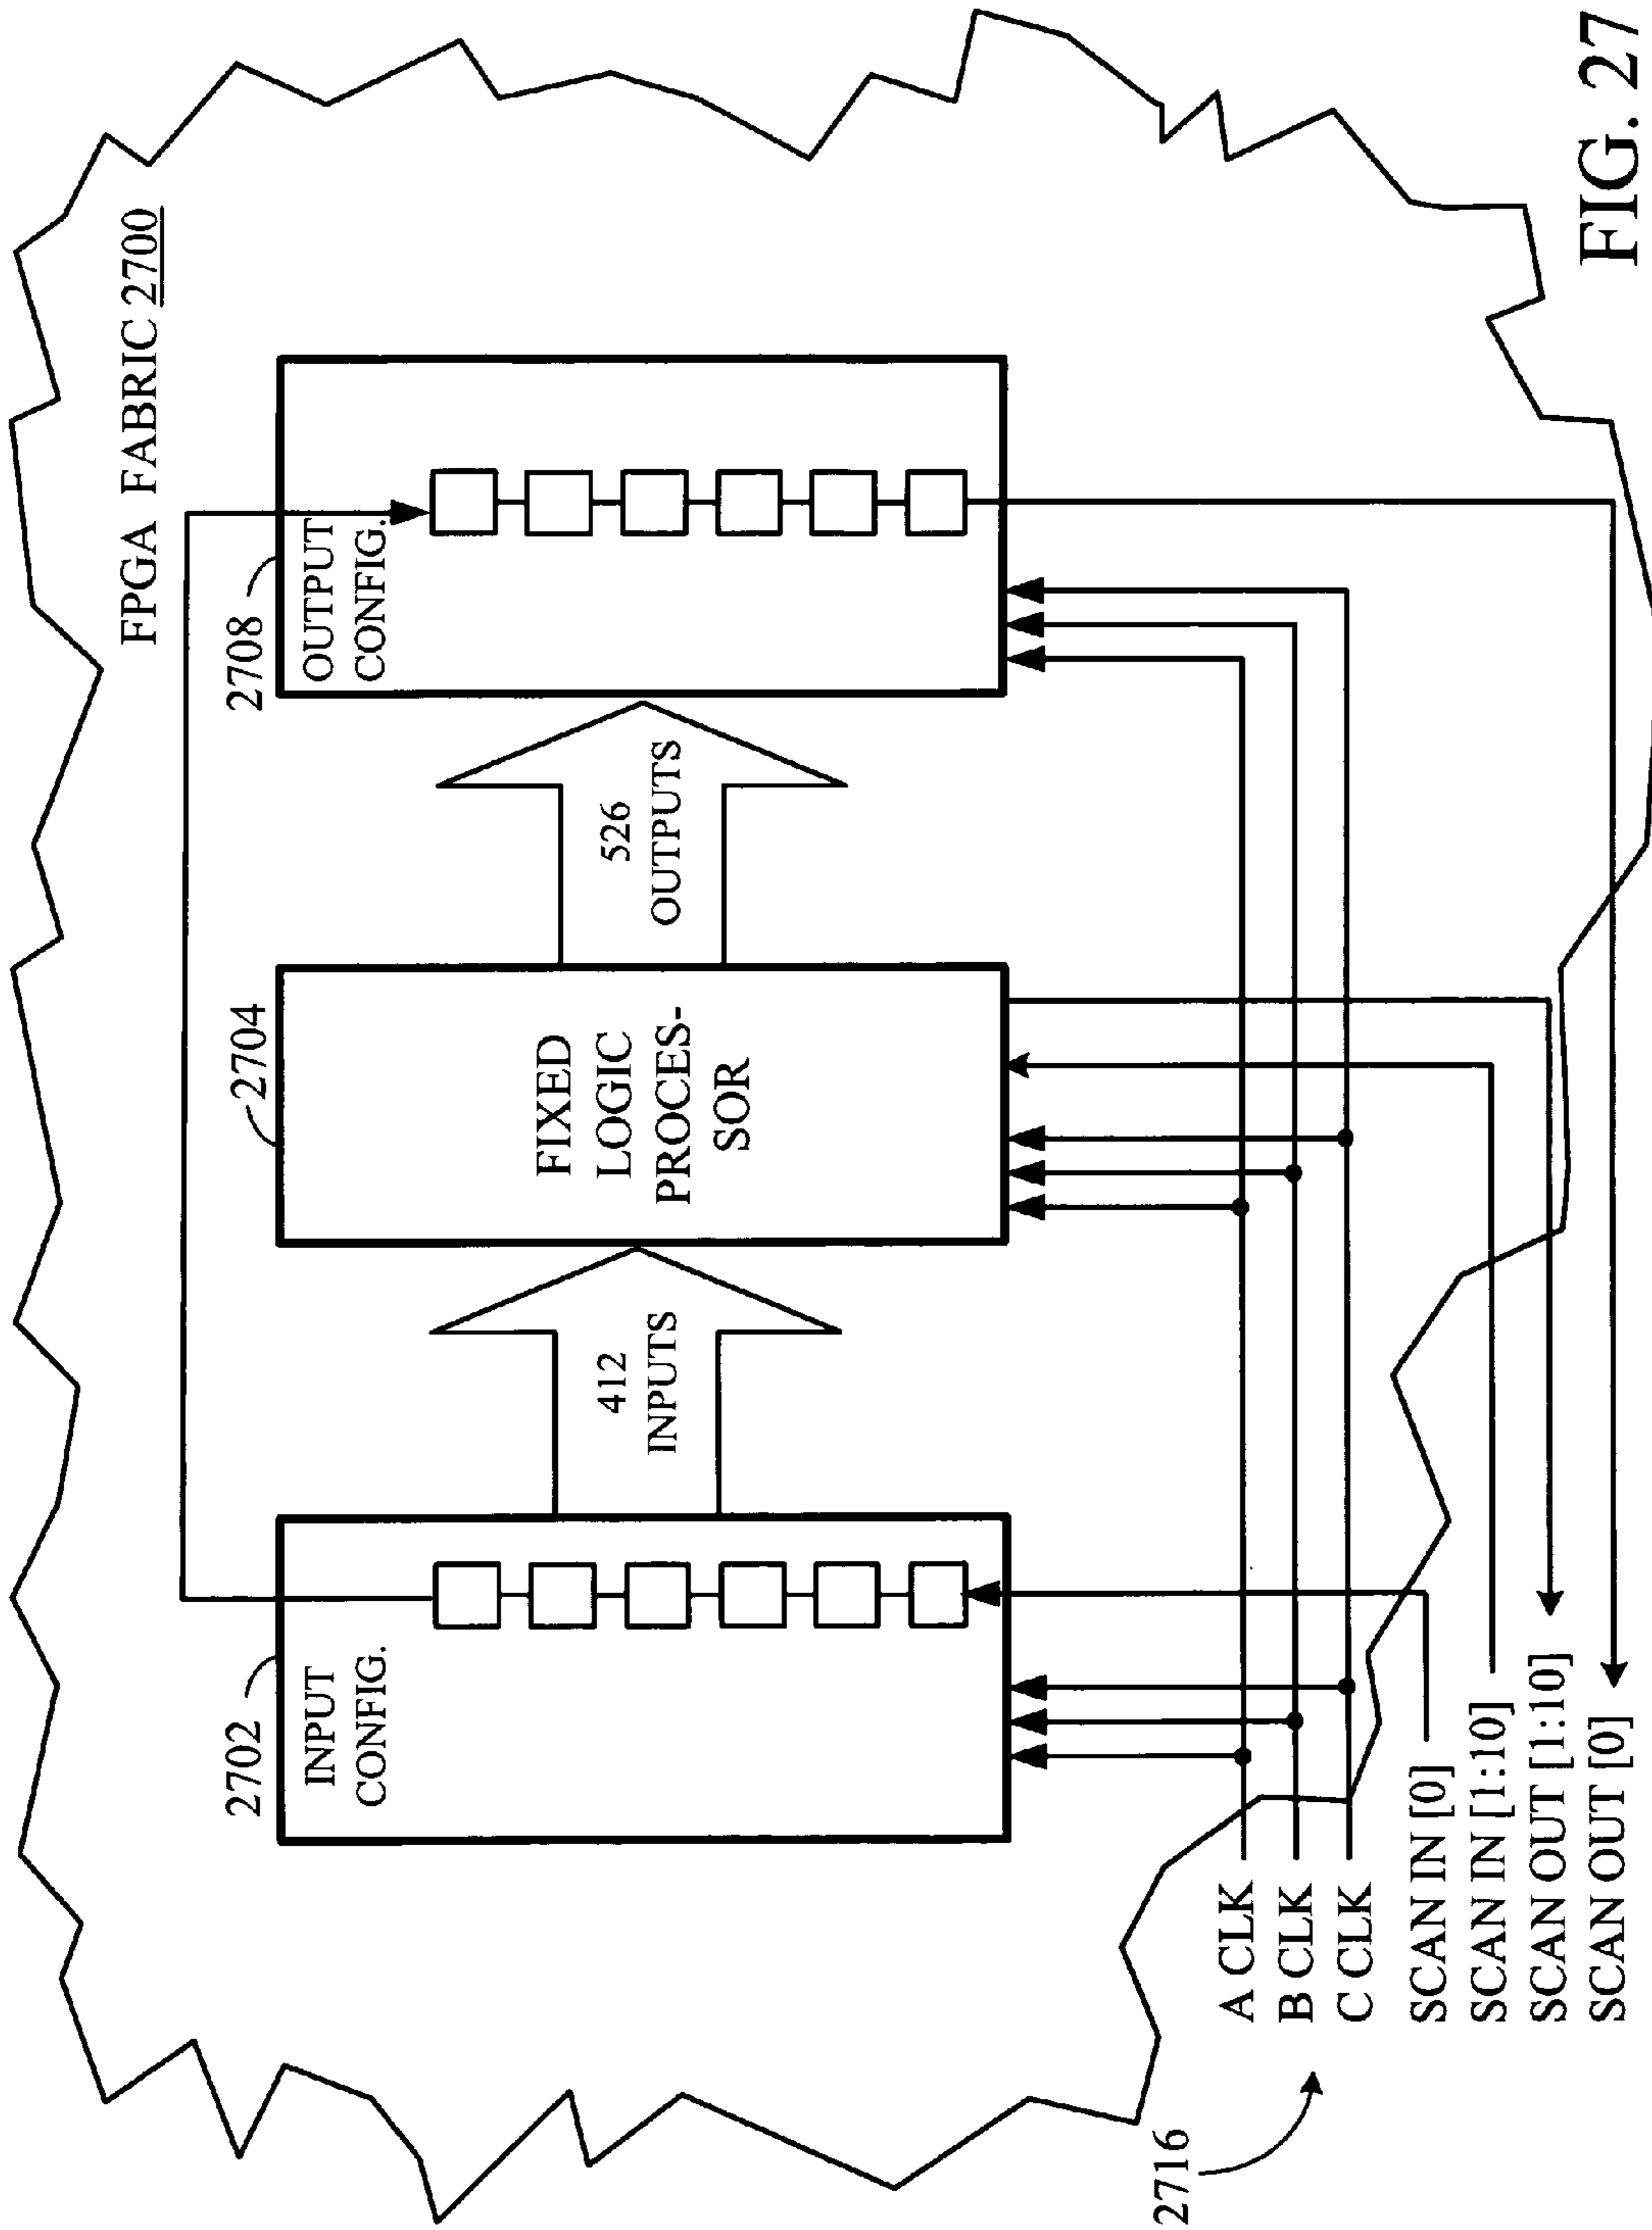 FPGA FABRIC 2700
2702
INPUT
CONFIG.
412
INPUTS
2704
FIXED
LOGIC
PROCES-
SOR
526
OUTPUTS
2708
OUTPUT
CONFIG.
2716
A CLK
B CLK
C CLK
SCAN IN [0]
SCAN IN [1:10]
SCAN OUT [1:10]
SCAN OUT [0]
FIG. 27